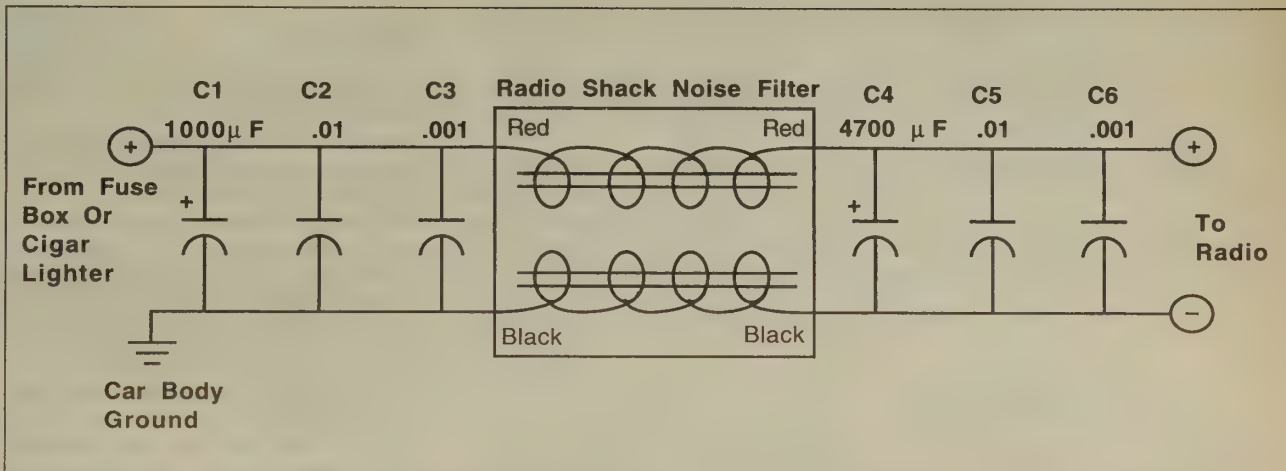 C1
C2
C3
Radio Shack Noise Filter
C4
C5
C6
1000µ F
.01
.001
Red
Red
4700 µ F
.01
.001
+
+
From Fuse
Box Or
Cigar
Lighter
+
+
To
Radio
Black
Black
−
Car Body
Ground